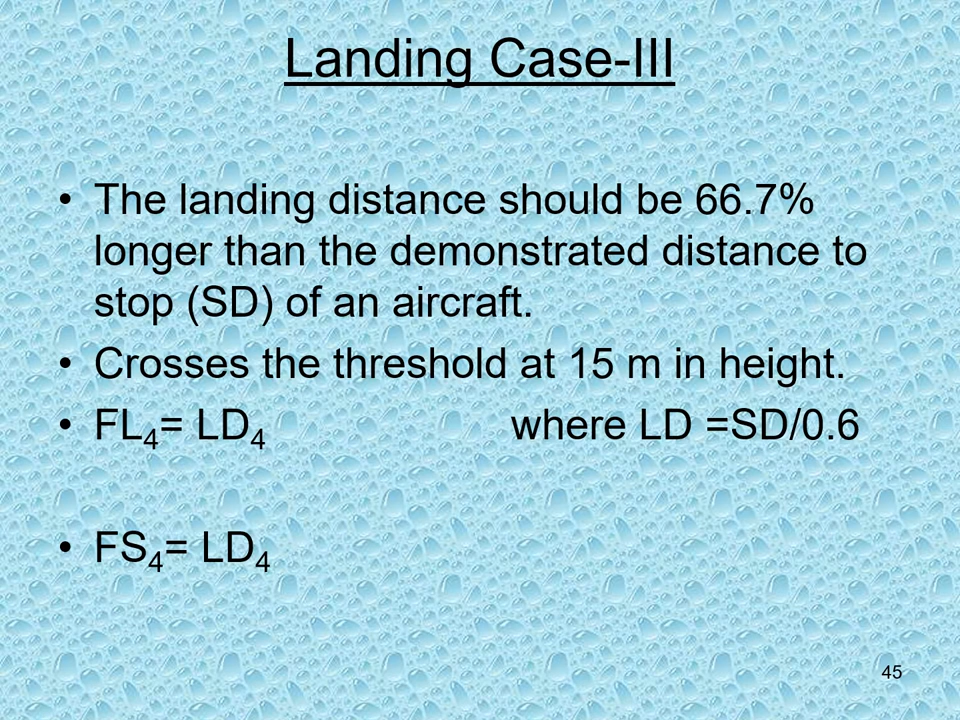 Landing Case-III
• The landing distance should be 66.7%
longer than the demonstrated distance to
stop (SD) of an aircraft.
• Crosses the threshold at 15 m in height.
• FL₄= LD₄ where LD =SD/0.6
• FS₄= LD₄
45